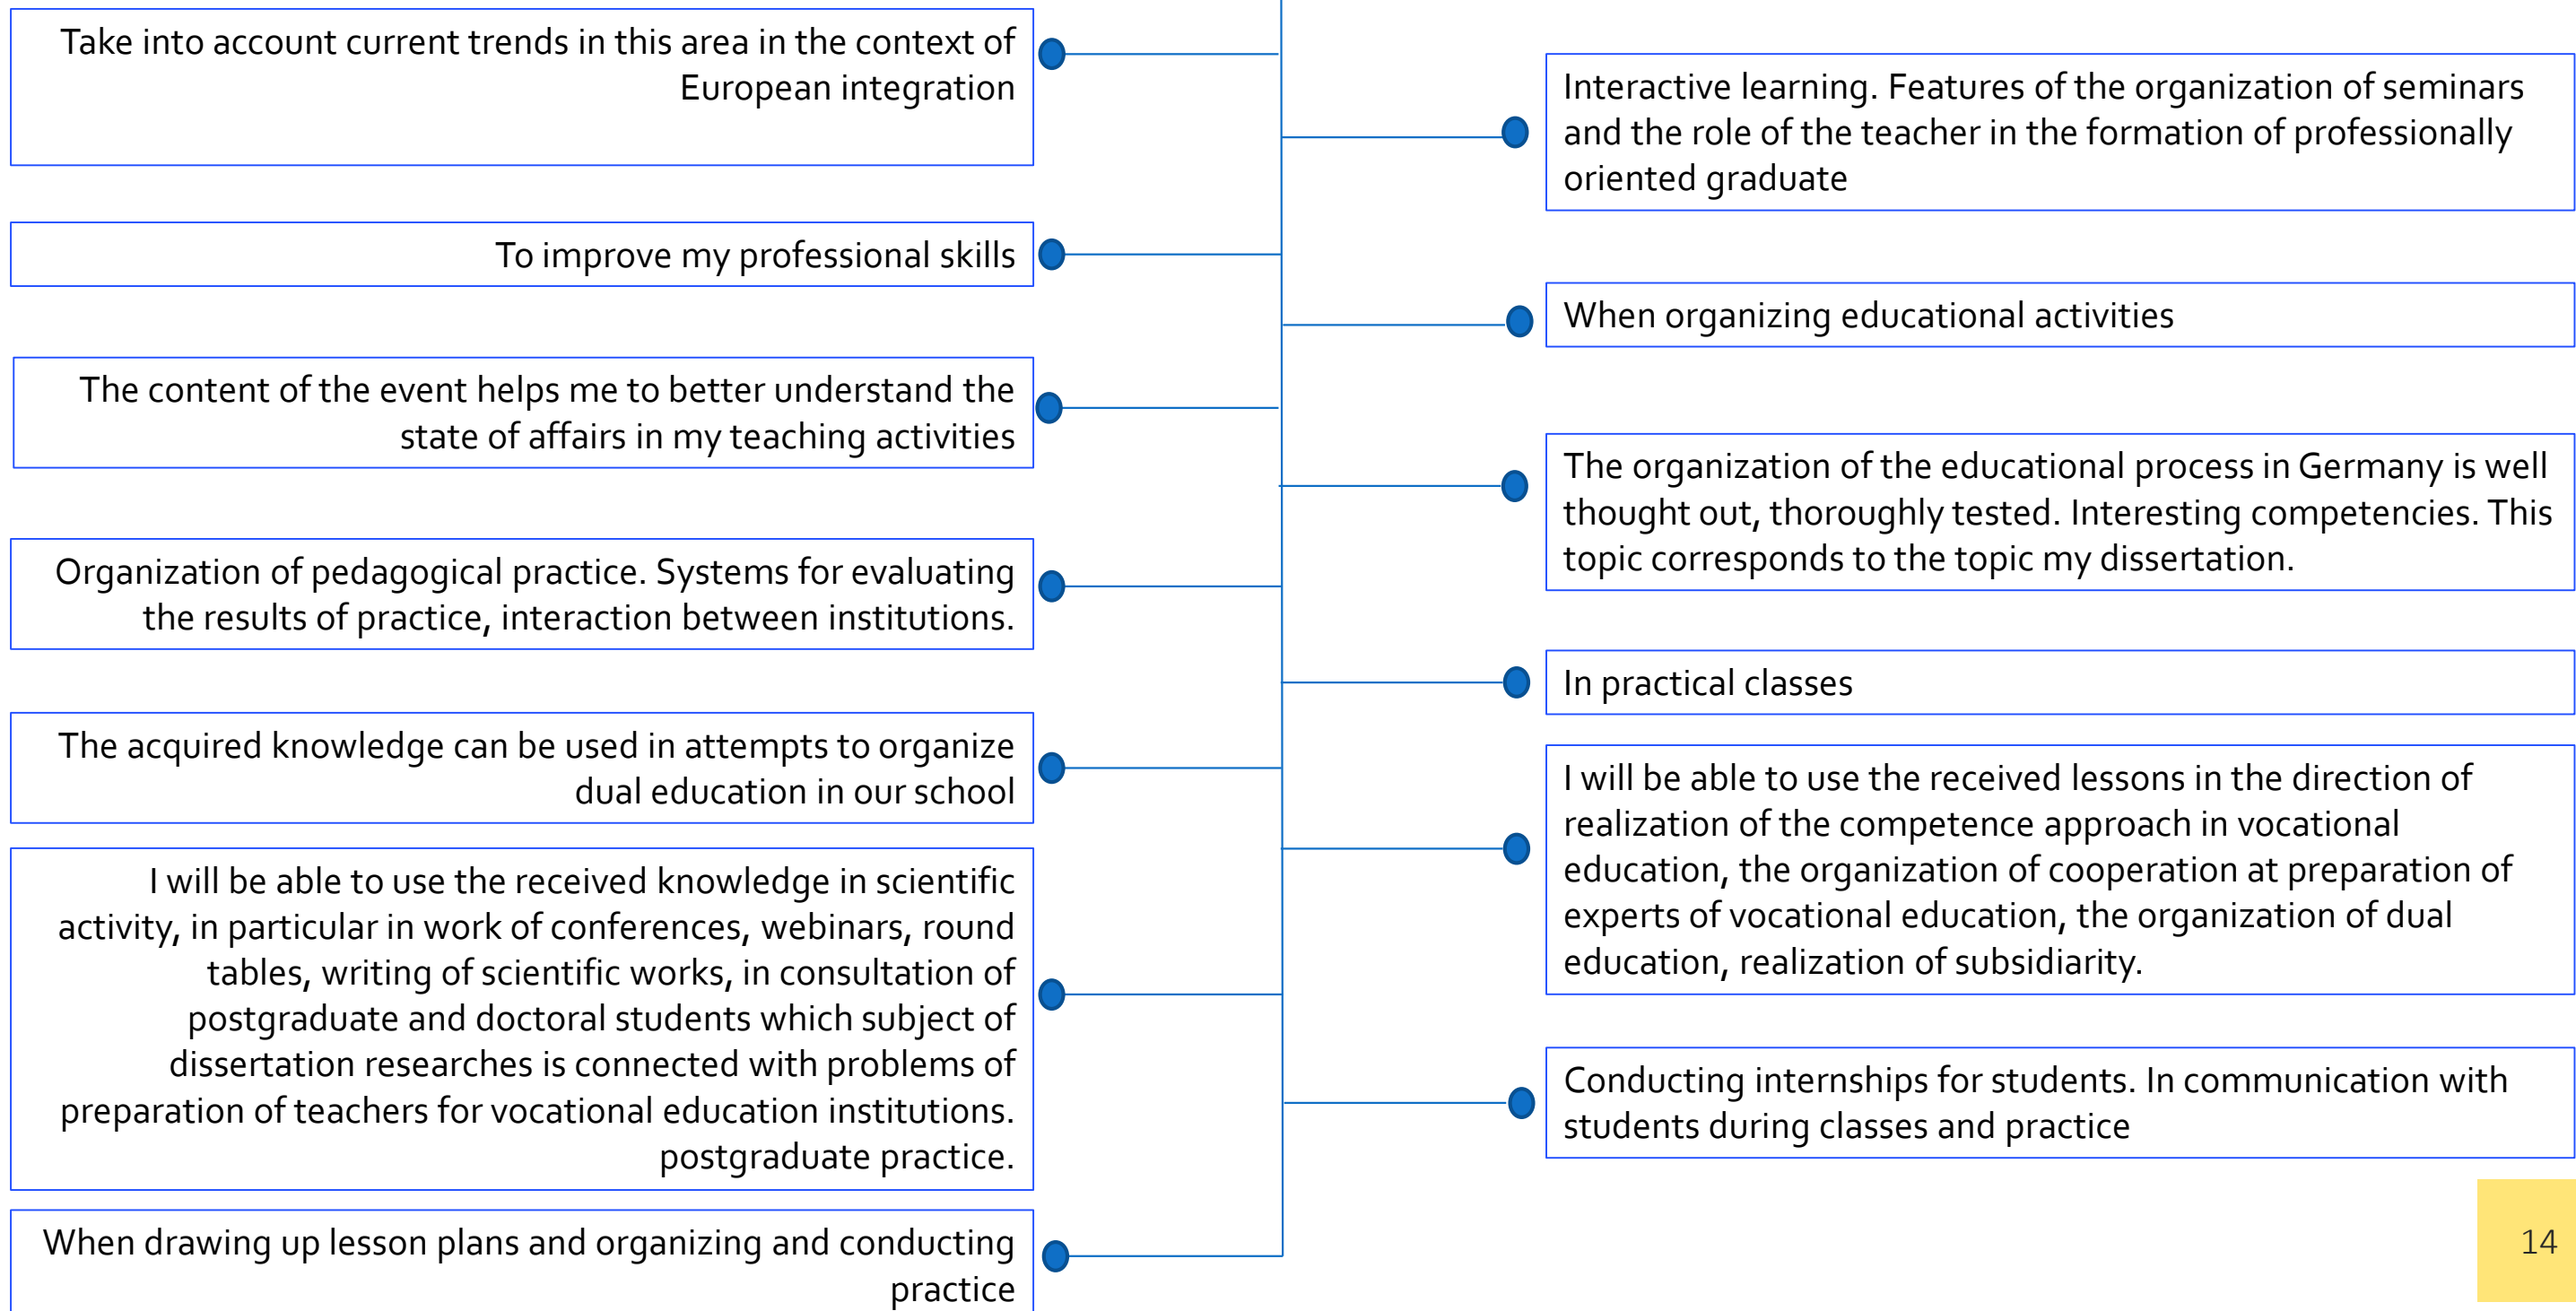 Take into account current trends in this area in the context of
European integration
To improve my professional skills
The content of the event helps me to better understand the
state of affairs in my teaching activities
Organization of pedagogical practice. Systems for evaluating
the results of practice, interaction between institutions.
The acquired knowledge can be used in attempts to organize
dual education in our school
I will be able to use the received knowledge in scientific
activity, in particular in work of conferences, webinars, round
tables, writing of scientific works, in consultation of
postgraduate and doctoral students which subject of
dissertation researches is connected with problems of
preparation of teachers for vocational education institutions.
postgraduate practice.
When drawing up lesson plans and organizing and conducting
practice
Interactive learning. Features of the organization of seminars
and the role of the teacher in the formation of professionally
oriented graduate
When organizing educational activities
The organization of the educational process in Germany is well
thought out, thoroughly tested. Interesting competencies. This
topic corresponds to the topic my dissertation.
In practical classes
I will be able to use the received lessons in the direction of
realization of the competence approach in vocational
education, the organization of cooperation at preparation of
experts of vocational education, the organization of dual
education, realization of subsidiarity.
Conducting internships for students. In communication with
students during classes and practice
14